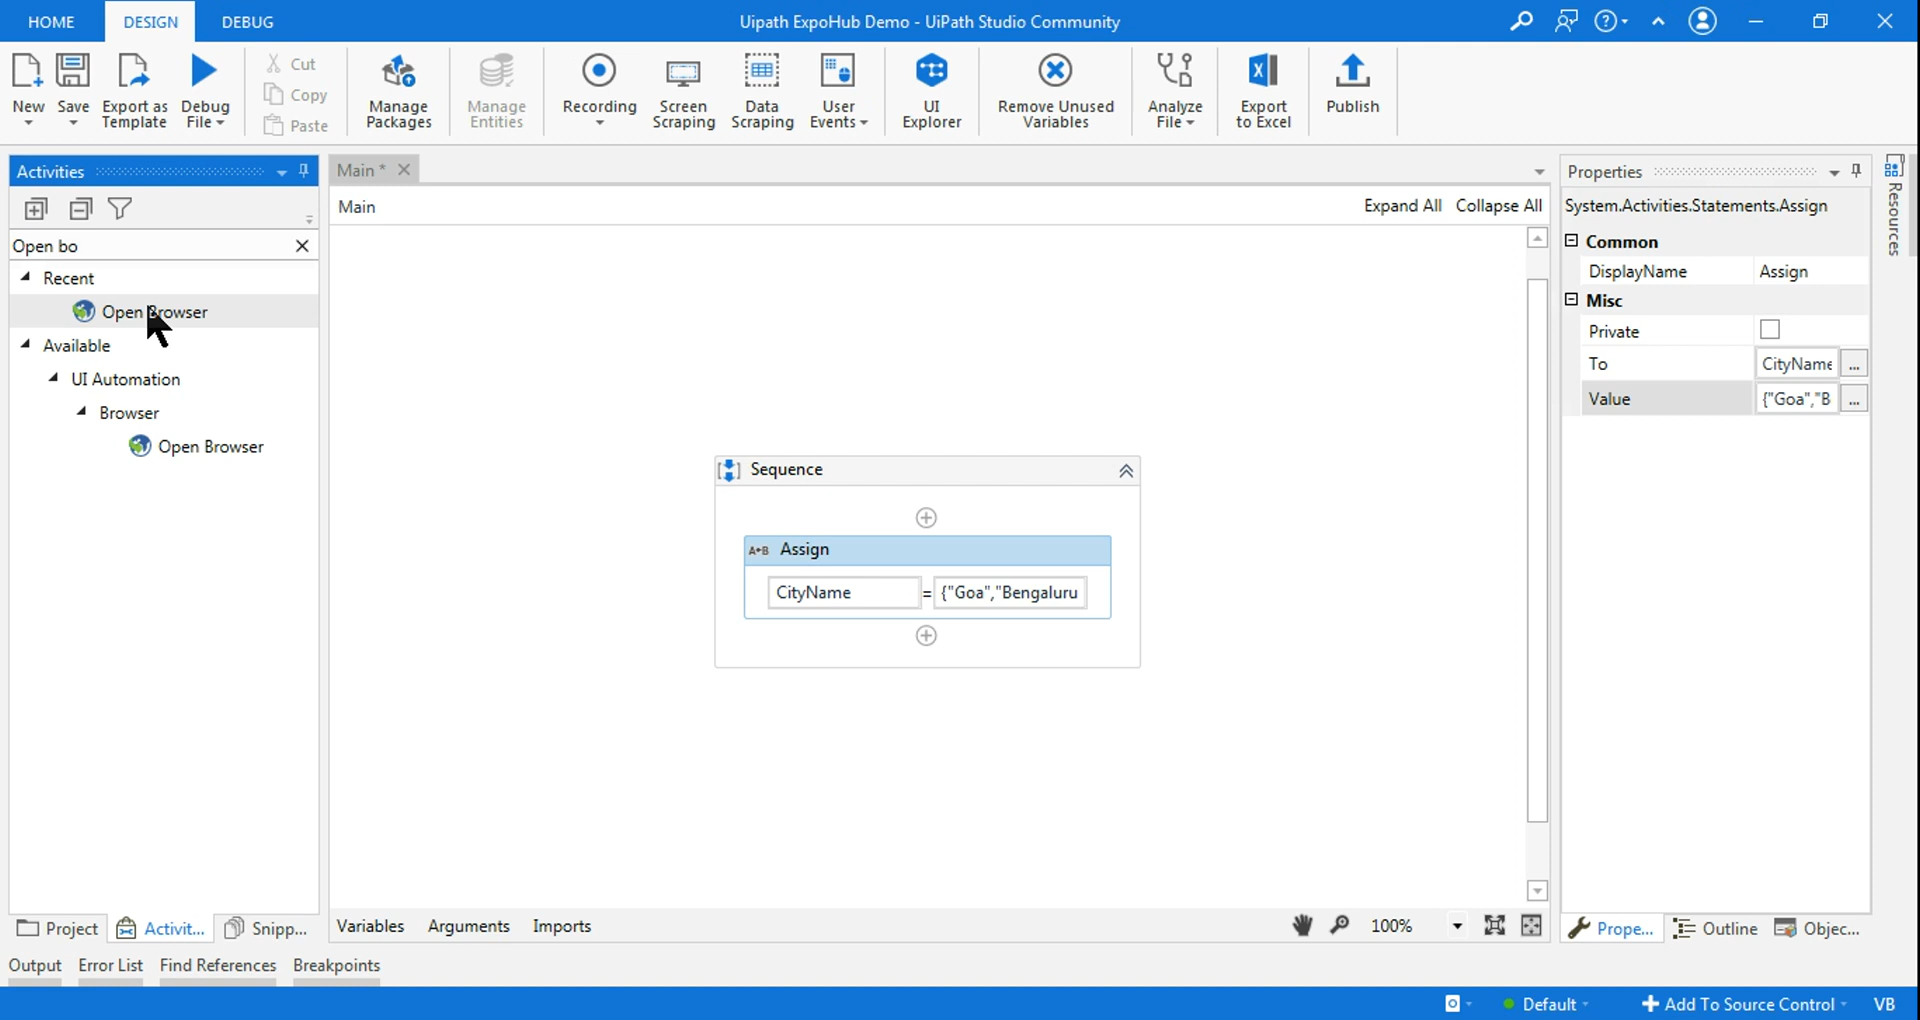 HOME DESIGN DEBUG Uipath ExpoHub Demo - UiPath Studio Community
New Save Export as Template Debug File Cut Copy Paste Manage Packages Manage Entities Recording Screen Scraping Data Scraping User Events UI Explorer Remove Unused Variables Analyze File Export to Excel Publish
Activities
Open bo
Recent
Open Browser
Available
UI Automation
Browser
Open Browser
Project Activit... Snipp...
Main *
Main Expand All Collapse All
Sequence
A+B Assign
CityName = {"Goa","Bengaluru
Variables Arguments Imports 100%
Properties
System.Activities.Statements.Assign
Common
DisplayName Assign
Misc
Private
To CityName ...
Value {"Goa","B ...
Prope... Outline Objec...
Resources
Output Error List Find References Breakpoints
Default Add To Source Control VB